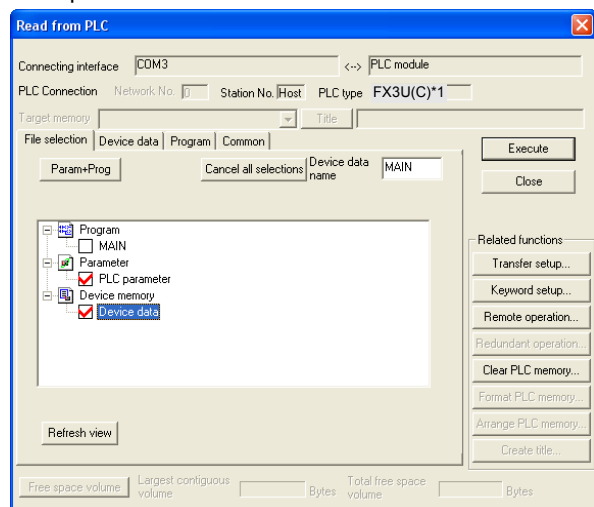 Read from PLC
Connecting interface COM3 <--> PLC module
PLC Connection Network No. 0 Station No. Host PLC type FX3U(C)*1
Target memory Title
File selection Device data Program Common
Execute
Param+Prog Cancel all selections Device data name MAIN
Close
Program
MAIN
Parameter
PLC parameter
Device memory
Device data
Related functions
Transfer setup...
Keyword setup...
Remote operation...
Redundant operation...
Clear PLC memory...
Format PLC memory...
Arrange PLC memory...
Create title...
Refresh view
Free space volume Largest contiguous volume Bytes Total free space volume Bytes